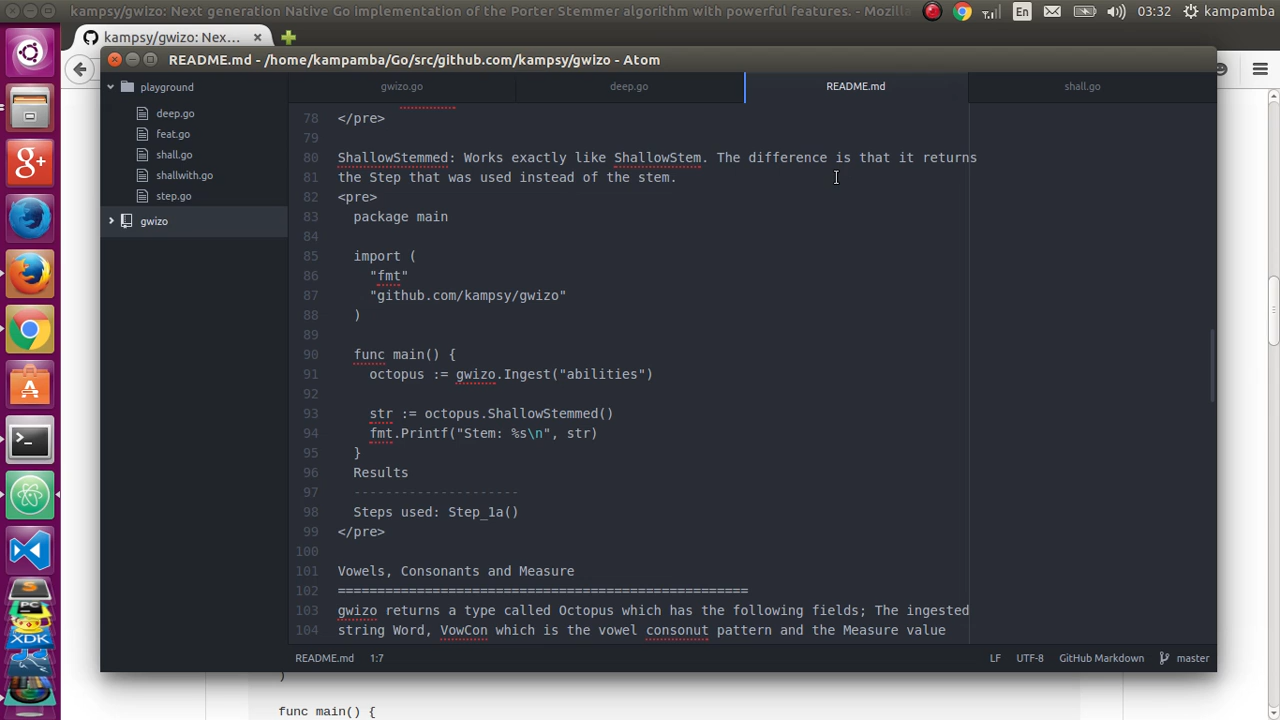 kampsy/gwizo: Next generation Native Go implementation of the Porter Stemmer algorithm with powerful features. - Mozill
En
03:32
kampamba
kampsy/gwizo: Nex...
README.md - /home/kampamba/Go/src/github.com/kampsy/gwizo - Atom
playground
deep.go
feat.go
shall.go
shallwith.go
step.go
gwizo
gwizo.go
deep.go
README.md
shall.go
78 </pre>
79
80 ShallowStemmed: Works exactly like ShallowStem. The difference is that it returns
81 the Step that was used instead of the stem.
82 <pre>
83 package main
84
85 import (
86 "fmt"
87 "github.com/kampsy/gwizo"
88 )
89
90 func main() {
91 octopus := gwizo.Ingest("abilities")
92
93 str := octopus.ShallowStemmed()
94 fmt.Printf("Stem: %s\n", str)
95 }
96 Results
97 ---------------------
98 Steps used: Step_1a()
99 </pre>
100
101 Vowels, Consonants and Measure
102 ====================================================
103 gwizo returns a type called Octopus which has the following fields; The ingested
104 string Word, VowCon which is the vowel consonut pattern and the Measure value
README.md 1:7
LF UTF-8 GitHub Markdown master
PC
XDK
)
func main() {